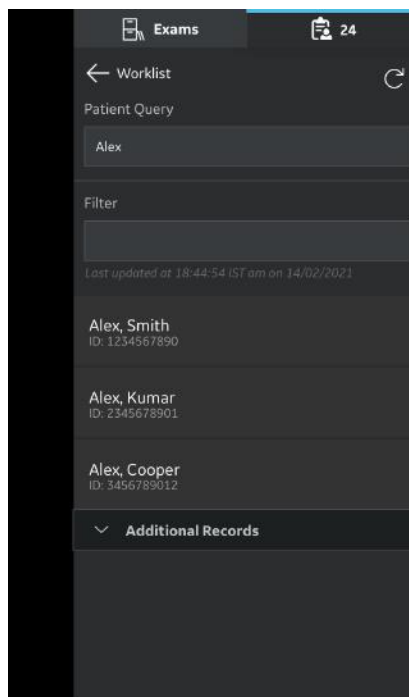 Exams
24
Worklist
Patient Query
Alex
Filter
Last updated at 18:44:54 IST am on 14/02/2021
Alex, Smith
ID: 1234567890
Alex, Kumar
ID: 2345678901
Alex, Cooper
ID: 3456789012
Additional Records